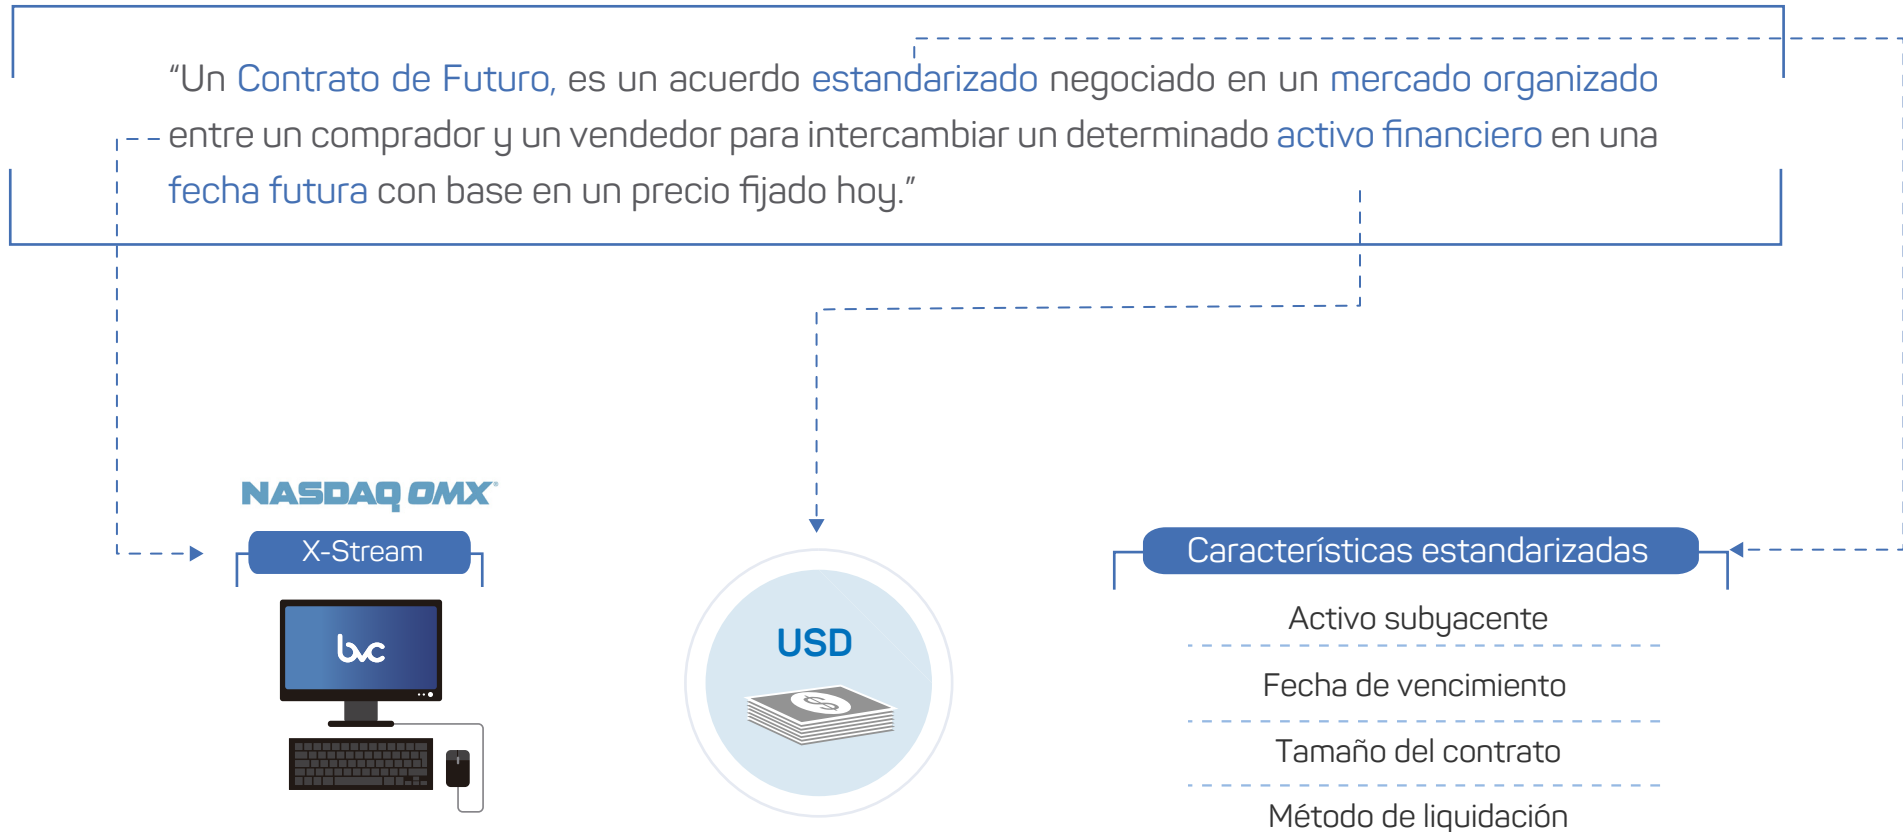 “Un Contrato de Futuro, es un acuerdo estandarizado negociado en un mercado organizado
entre un comprador y un vendedor para intercambiar un determinado activo financiero en una
fecha futura con base en un precio fijado hoy.”
NASDAQ OMX®
X-Stream
bvc
USD
$
Características estandarizadas
Activo subyacente
Fecha de vencimiento
Tamaño del contrato
Método de liquidación